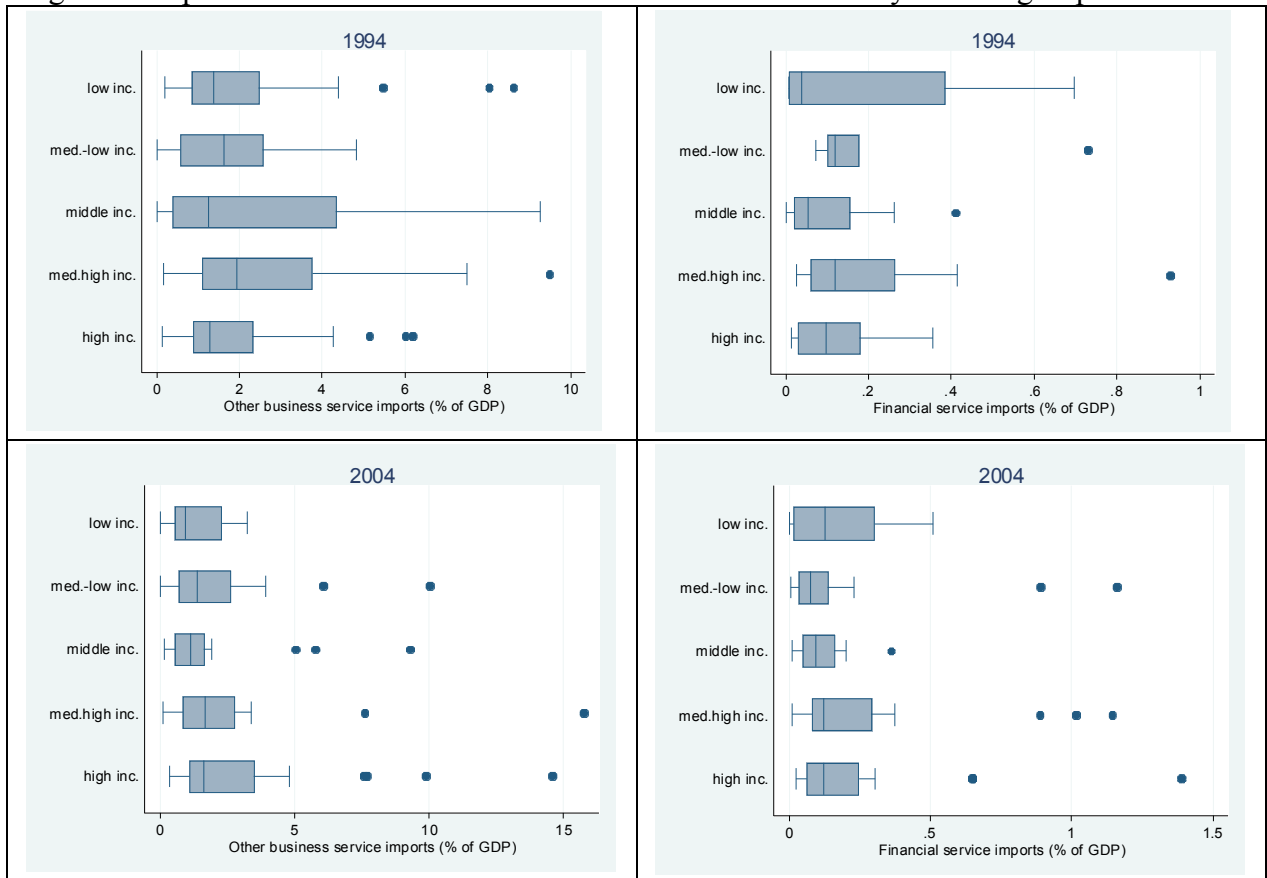 1994
low inc.
med.-low inc.
middle inc.
med.high inc.
high inc.
0 2 4 6 8 10
Other business service imports (% of GDP)
1994
low inc.
med.-low inc.
middle inc.
med.high inc.
high inc.
0 .2 .4 .6 .8 1
Financial service imports (% of GDP)
2004
low inc.
med.-low inc.
middle inc.
med.high inc.
high inc.
0 5 10 15
Other business service imports (% of GDP)
2004
low inc.
med.-low inc.
middle inc.
med.high inc.
high inc.
0 .5 1 1.5
Financial service imports (% of GDP)